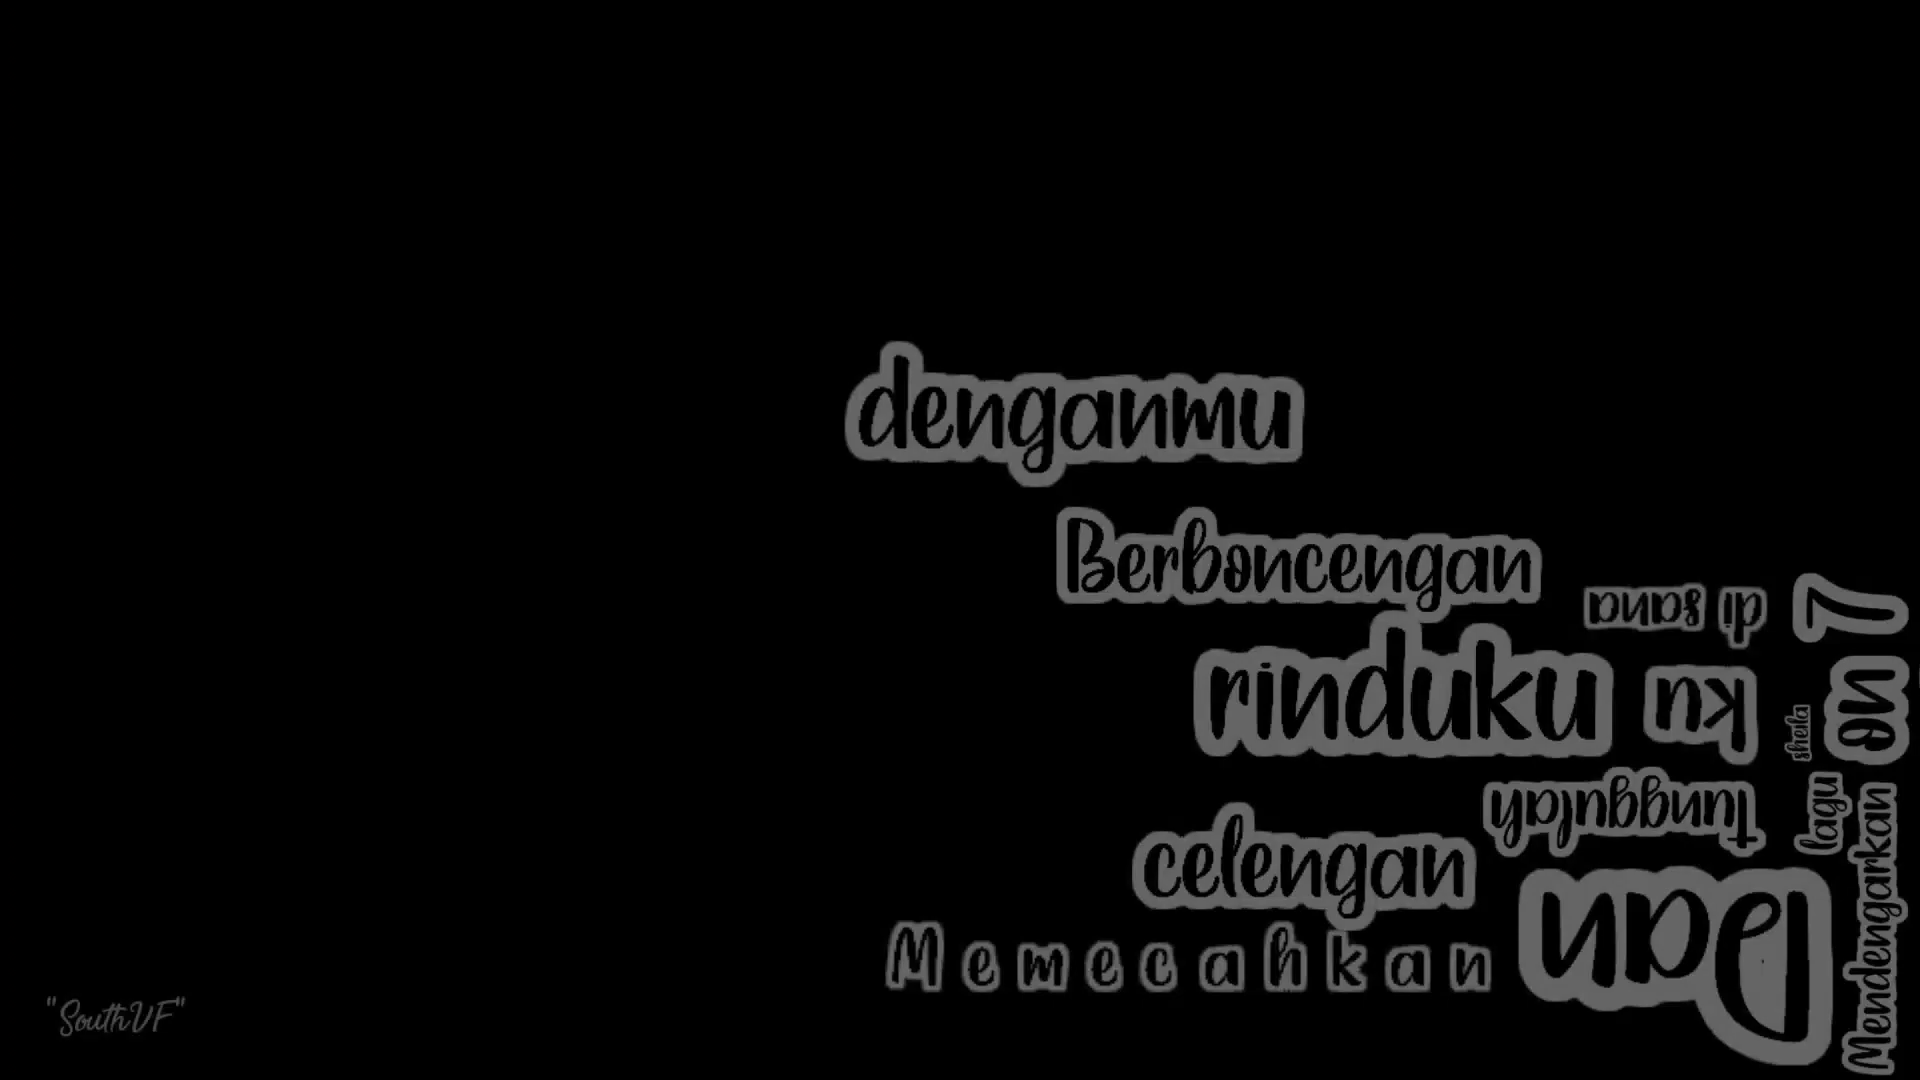 denganmu
Berboncengan
rinduku
celengan
Memecahkan
Dan
tunggulah
ku
di sana
Mendengarkan
lagu
sheila
on 7
"SouthVF"